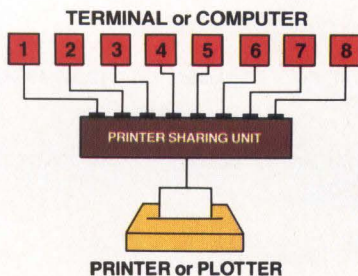 TERMINAL or COMPUTER
1 2 3 4 5 6 7 8
PRINTER SHARING UNIT
PRINTER or PLOTTER